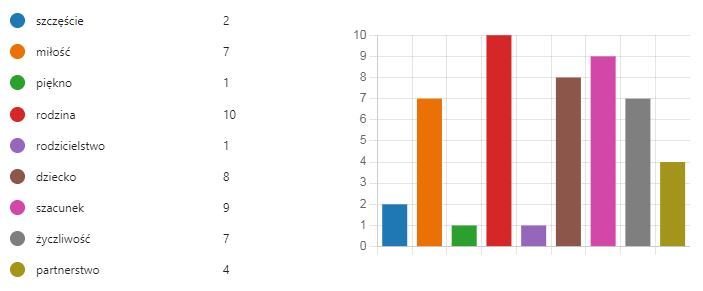 szczęście 2
miłość 7
piękno 1
rodzina 10
rodzicielstwo 1
dziecko 8
szacunek 9
życzliwość 7
partnerstwo 4
10
9
8
7
6
5
4
3
2
1
0